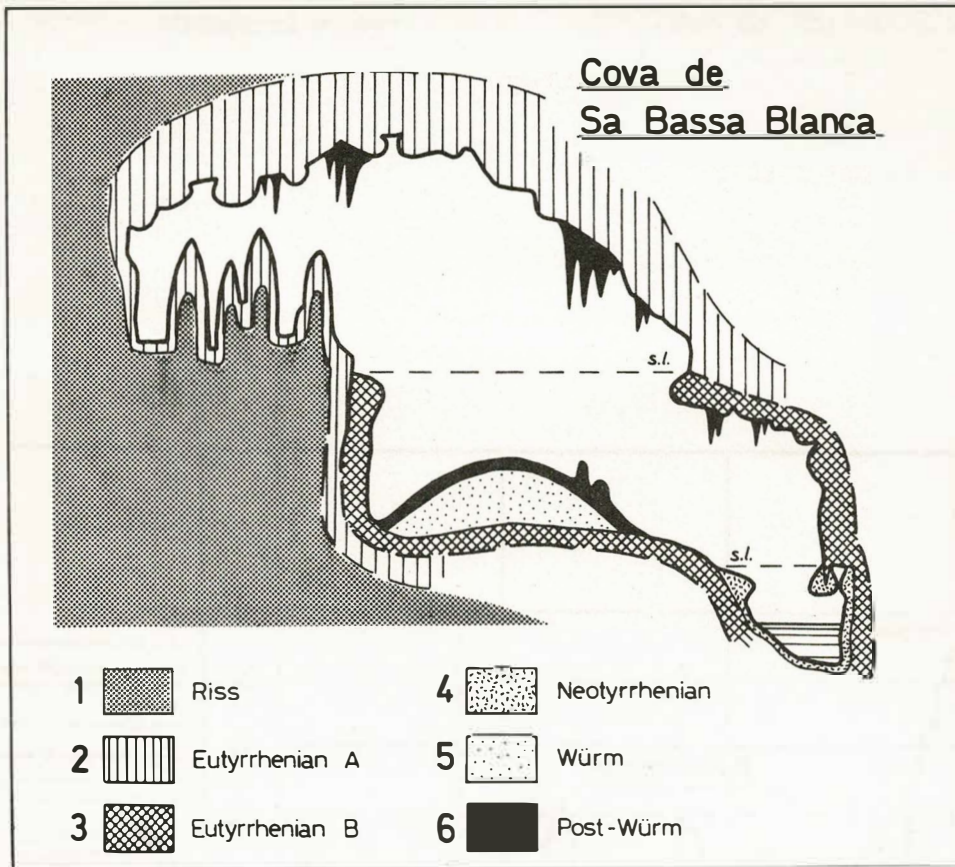 Cova de
Sa Bassa Blanca
s.l.
s.l.
1 Riss
2 Eutyrrhenian A
3 Eutyrrhenian B
4 Neotyrrhenian
5 Würm
6 Post-Würm